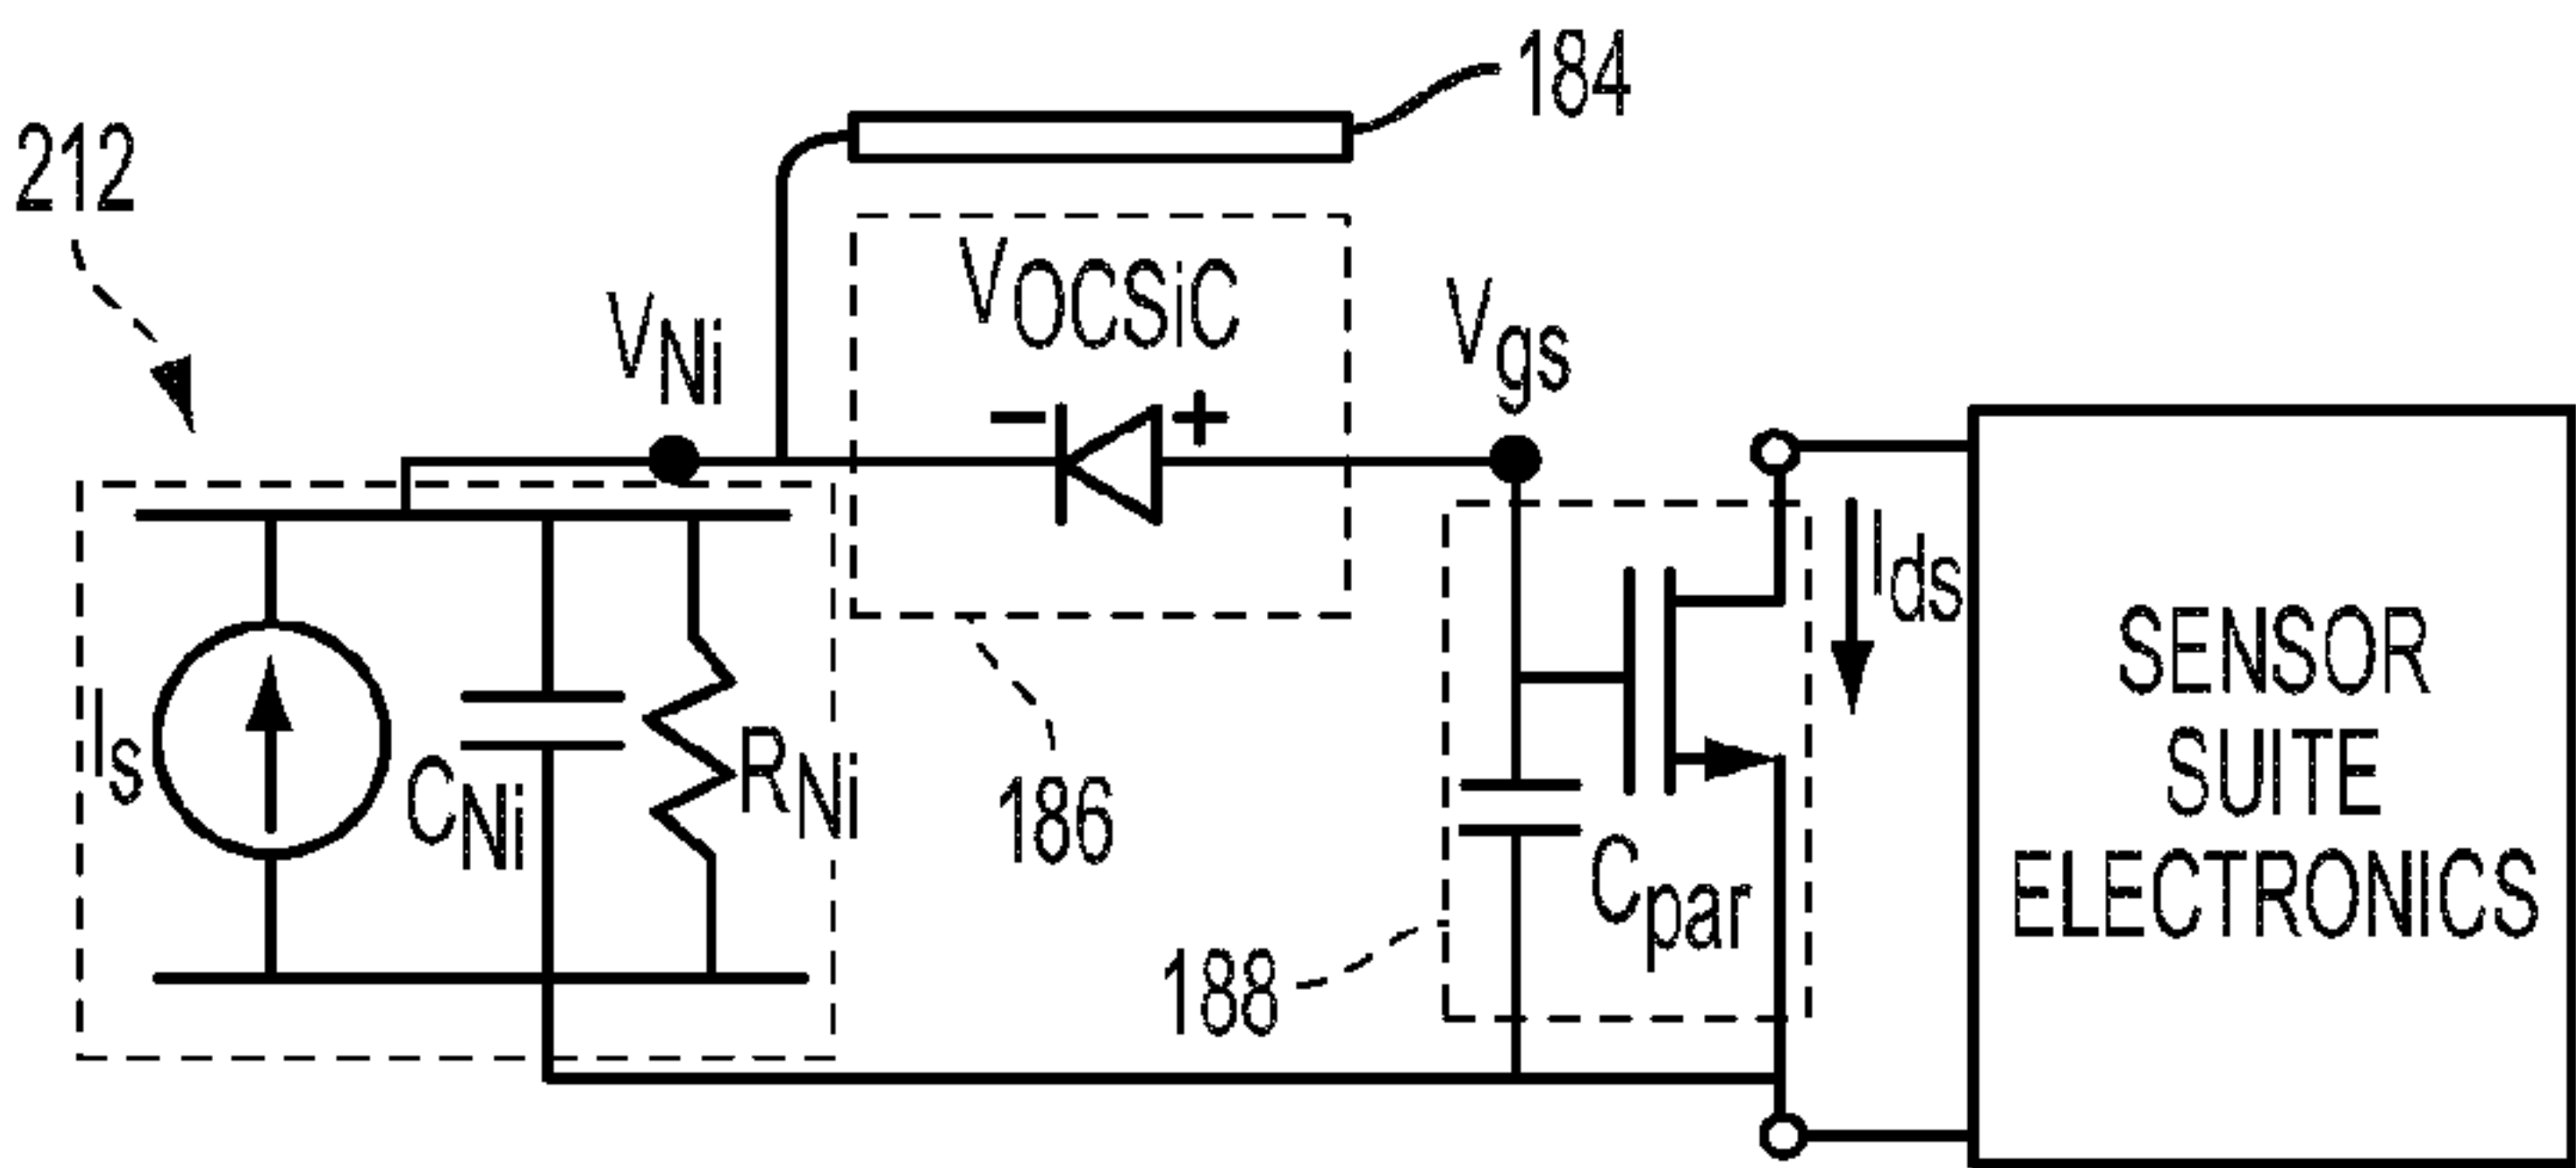 184
212
VOCSiC
VNi
Vgs
− +
Ids
Is
CNi
RNi
186
Cpar
188
SENSOR
SUITE
ELECTRONICS